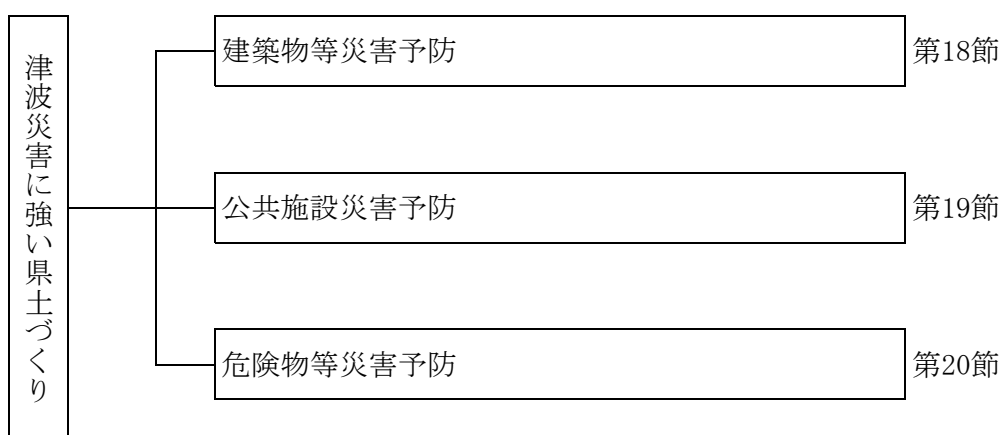 津波災害に強い県土づくり
建築物等災害予防 第18節
公共施設災害予防 第19節
危険物等災害予防 第20節